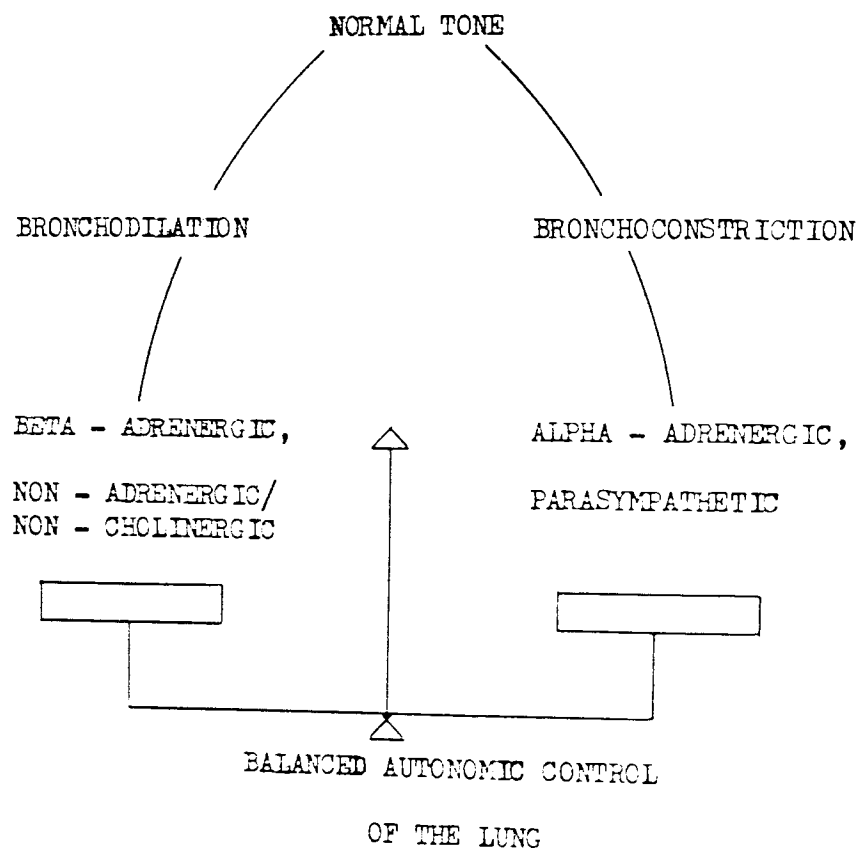 NORMAL TONE
BRONCHODILATION
BRONCHOCONSTRICTION
BETA - ADRENERGIC,
NON - ADRENERGIC/
NON - CHOLINERGIC
ALPHA - ADRENERGIC,
PARASYMPATHETIC
BALANCED AUTONOMIC CONTROL
OF THE LUNG